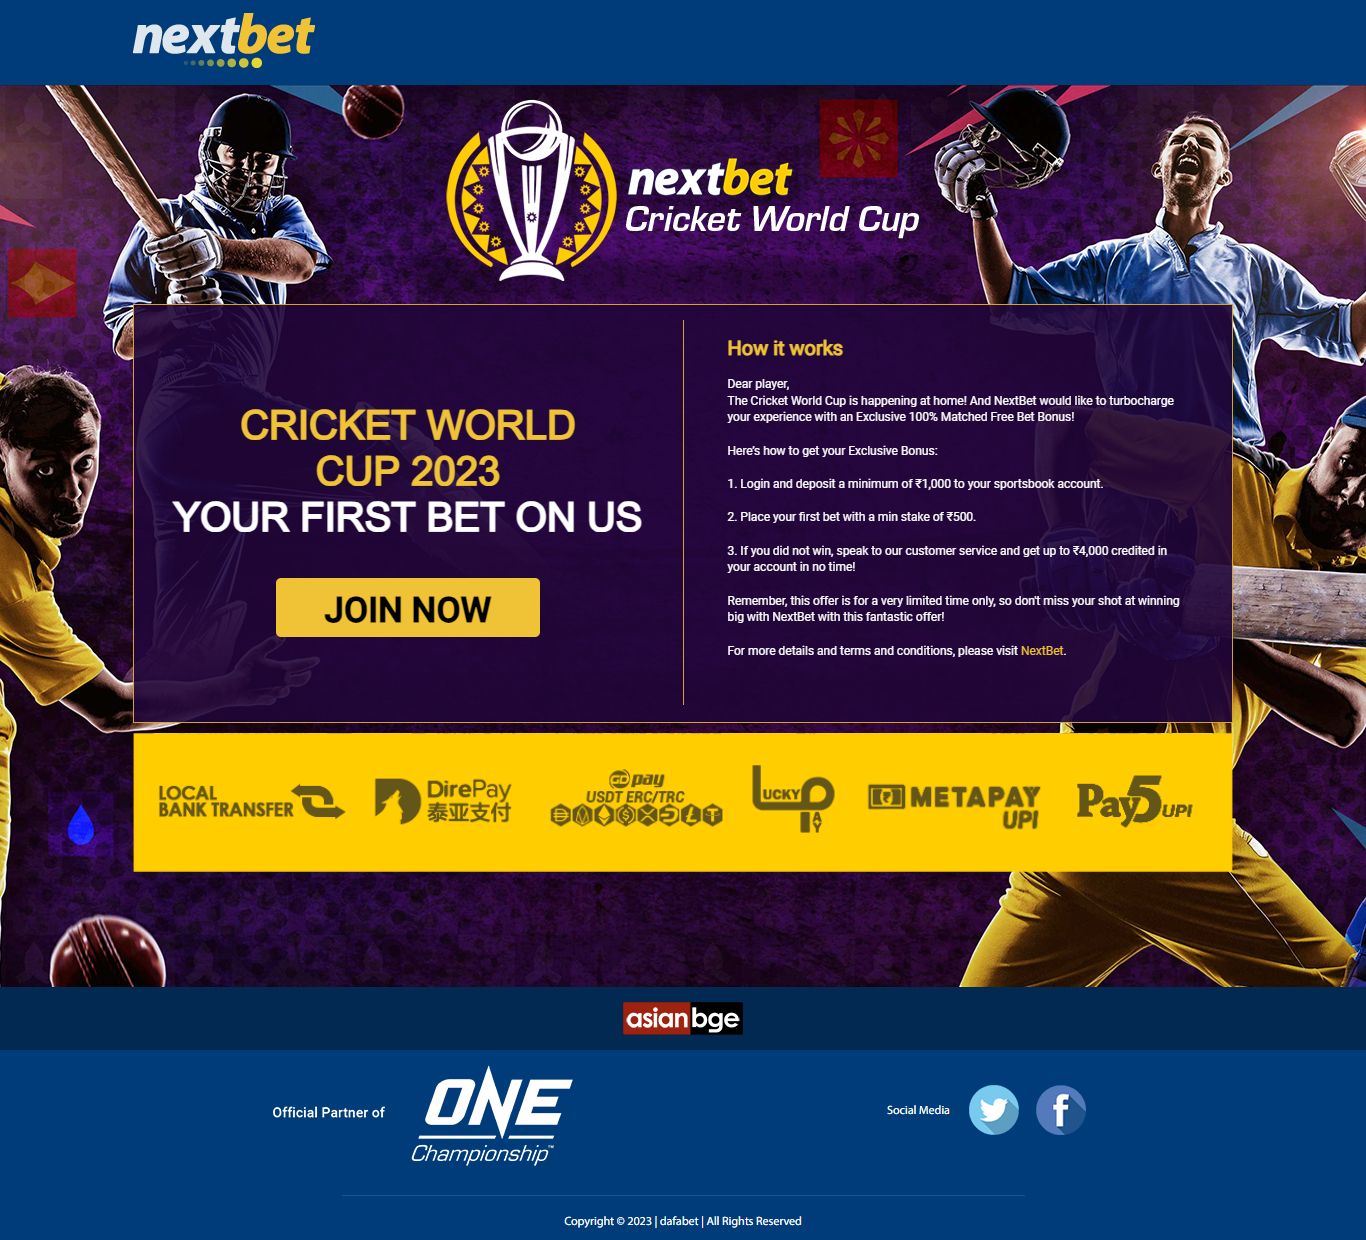 nextbet
nextbet
Cricket World Cup
CRICKET WORLD
CUP 2023
YOUR FIRST BET ON US
JOIN NOW
How it works
Dear player,
The Cricket World Cup is happening at home! And NextBet would like to turbocharge
your experience with an Exclusive 100% Matched Free Bet Bonus!
Here's how to get your Exclusive Bonus:
1. Login and deposit a minimum of ₹1,000 to your sportsbook account.
2. Place your first bet with a min stake of ₹500.
3. If you did not win, speak to our customer service and get up to ₹4,000 credited in
your account in no time!
Remember, this offer is for a very limited time only, so don't miss your shot at winning
big with NextBet with this fantastic offer!
For more details and terms and conditions, please visit NextBet.
LOCAL
BANK TRANSFER
DirePay
泰亚支付
GD pay
USDT ERC/TRC
LUCKY PAY
METAPAY
UPI
Pay5 UPI
asianbge
Official Partner of
ONE
Championship™
Social Media
Copyright © 2023 | dafabet | All Rights Reserved